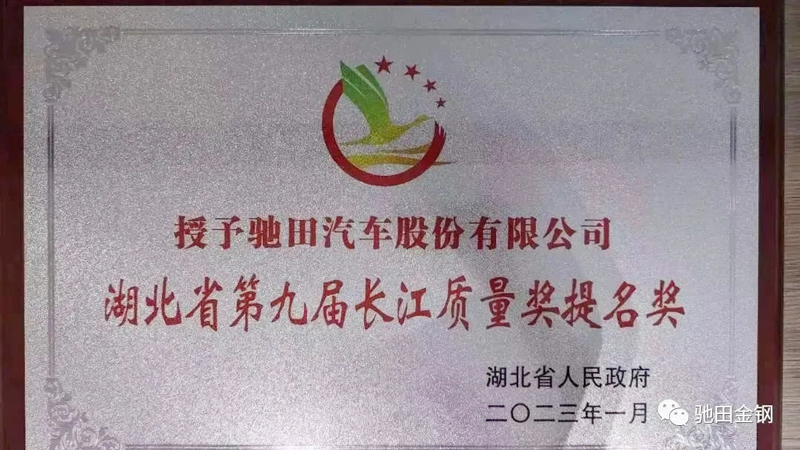 授予驰田汽车股份有限公司
湖北省第九届长江质量奖提名奖
湖北省人民政府
二〇二三年一月
驰田金钢